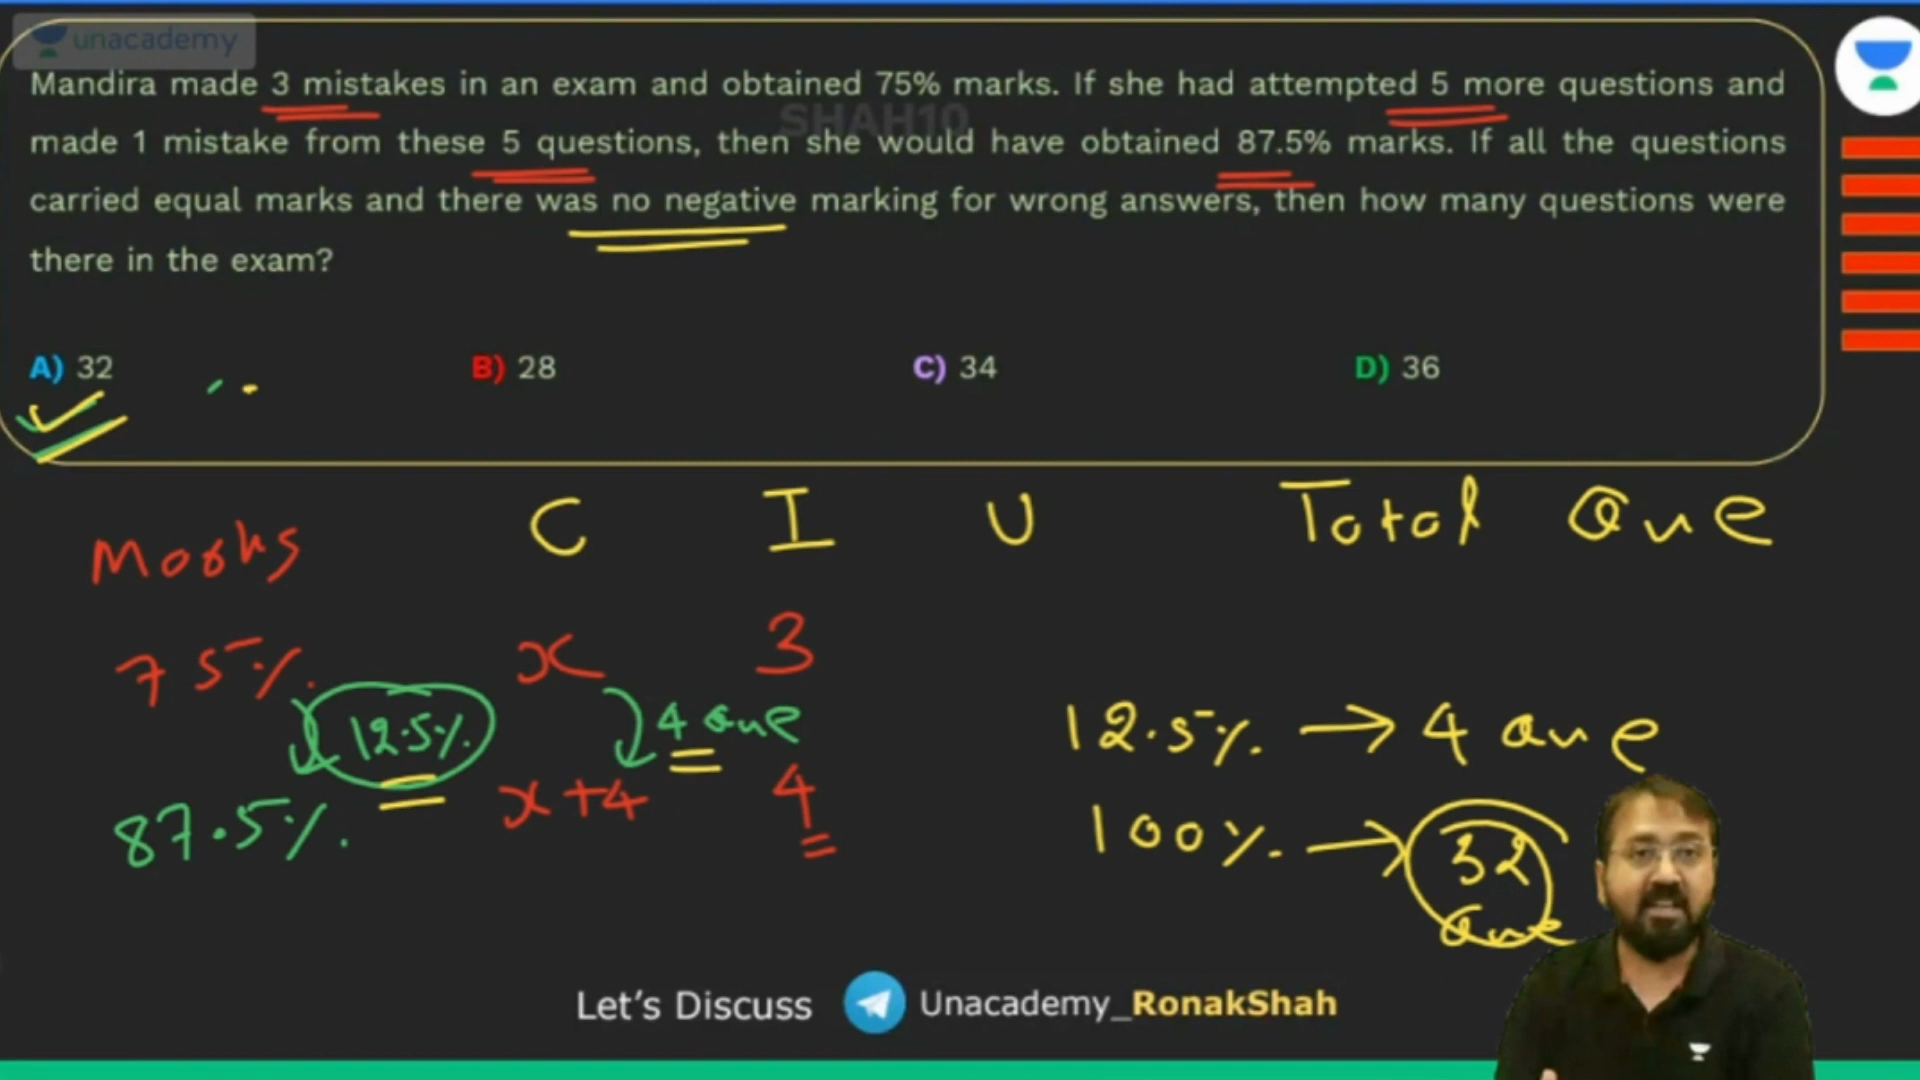 unacademy
Mandira made 3 mistakes in an exam and obtained 75% marks. If she had attempted 5 more questions and
SHAH10
made 1 mistake from these 5 questions, then she would have obtained 87.5% marks. If all the questions
carried equal marks and there was no negative marking for wrong answers, then how many questions were
there in the exam?
A) 32 B) 28 C) 34 D) 36
Marks C I U Total Que
75% x 3
12.5% 4 Que
87.5% x+4 4
12.5% → 4 Que
100% → 32 Que
Let's Discuss Unacademy_RonakShah